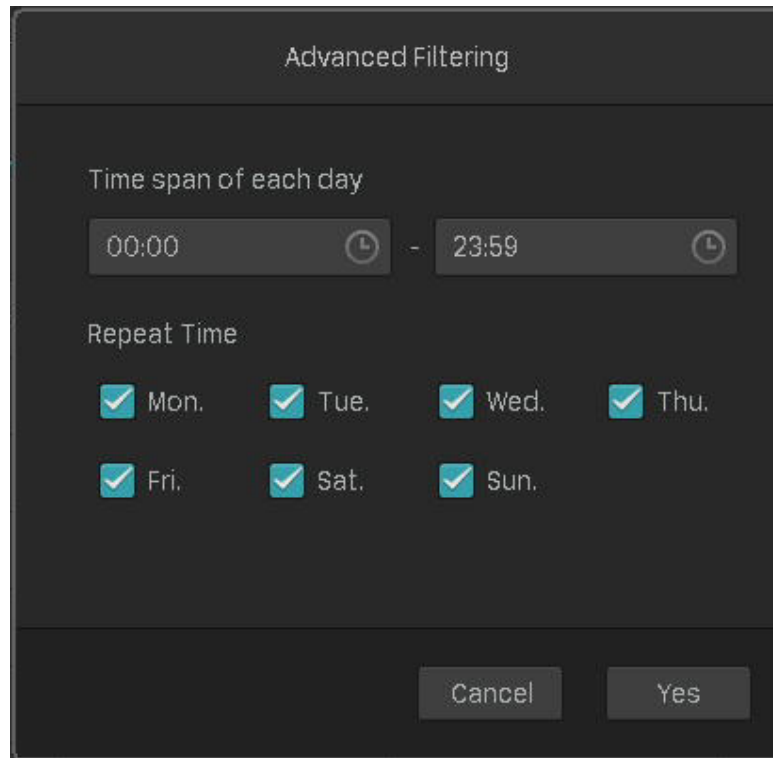 Advanced Filtering
Time span of each day
00:00 - 23:59
Repeat Time
Mon. Tue. Wed. Thu.
Fri. Sat. Sun.
Cancel Yes